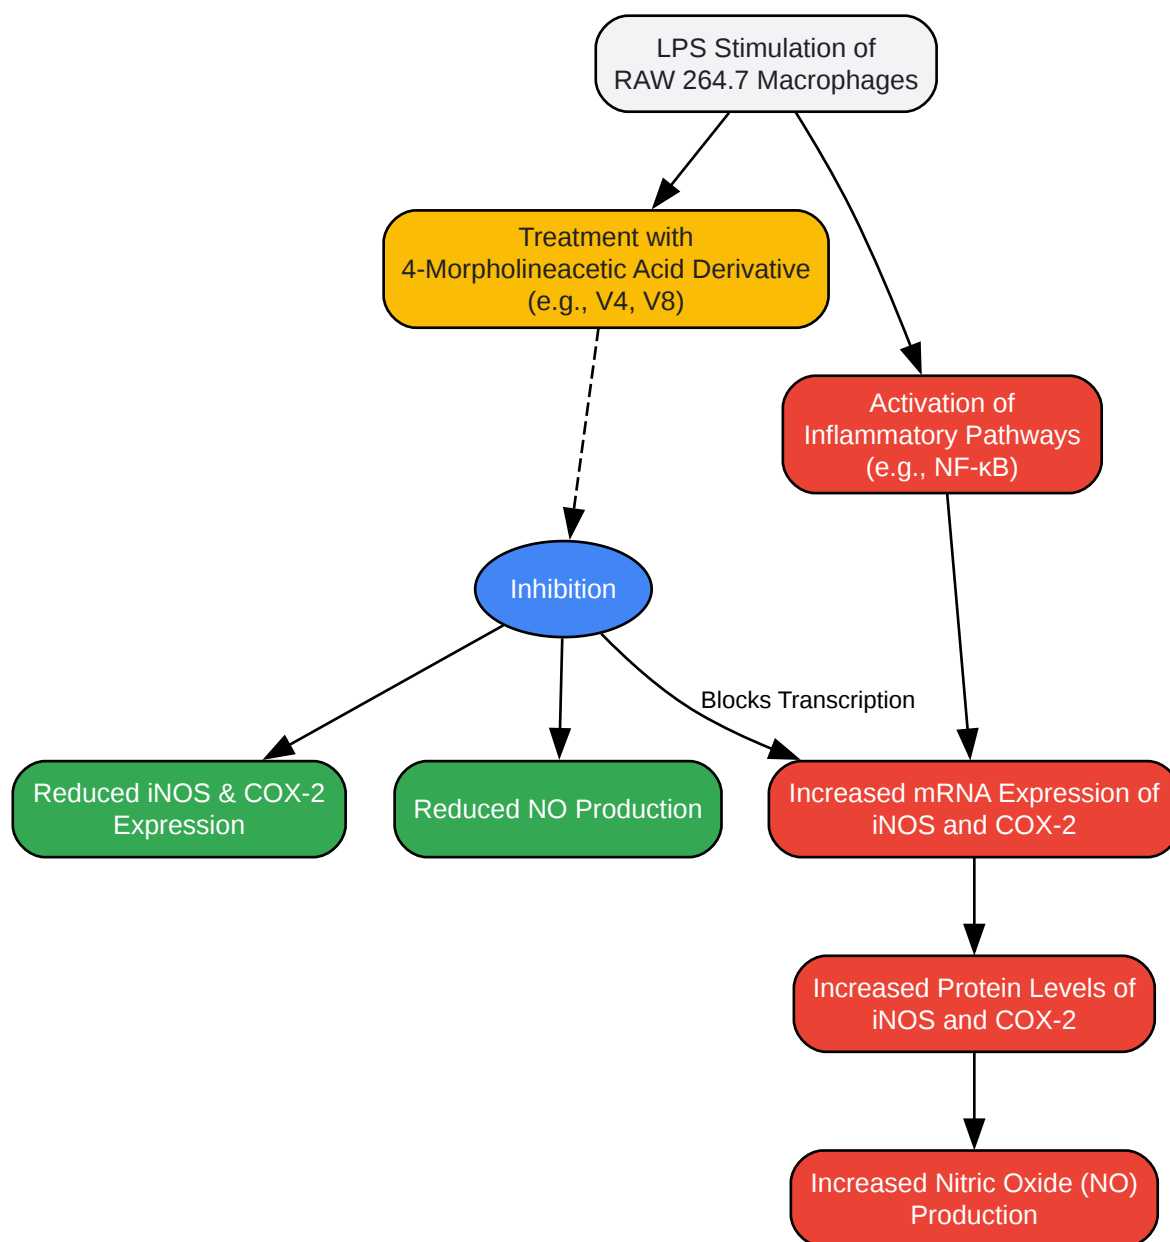 LPS Stimulation of
RAW 264.7 Macrophages
Treatment with
4-Morpholineacetic Acid Derivative
(e.g., V4, V8)
Activation of
Inflammatory Pathways
(e.g., NF-κB)
Inhibition
Blocks Transcription
Reduced iNOS & COX-2
Expression
Reduced NO Production
Increased mRNA Expression of
iNOS and COX-2
Increased Protein Levels of
iNOS and COX-2
Increased Nitric Oxide (NO)
Production